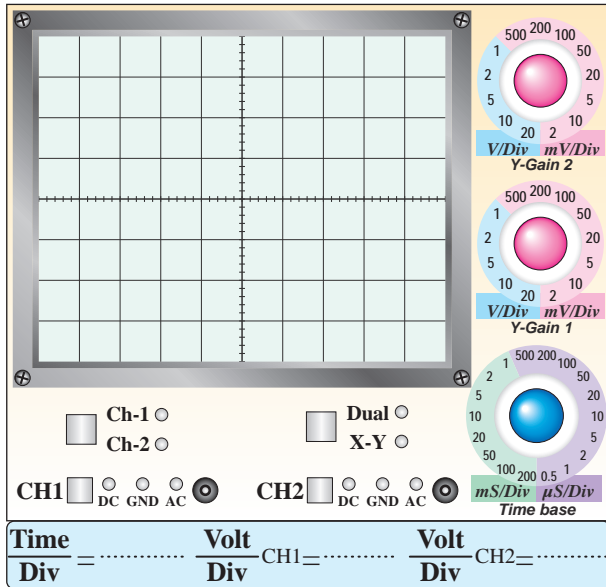 500 200 100
1 50
2 20
5 5
10 10
20 2
V/Div mV/Div
Y-Gain 2
500 200 100
1 50
2 20
5 5
10 10
20 2
V/Div mV/Div
Y-Gain 1
1 500 200 100
2 50
5 20
10 10
20 5
50 2
100 200 0.5 1
mS/Div µS/Div
Time base
Ch-1 Dual
Ch-2 X-Y
CH1 DC GND AC CH2 DC GND AC
Time Volt Volt
Div = ............ Div CH1=............ Div CH2=............